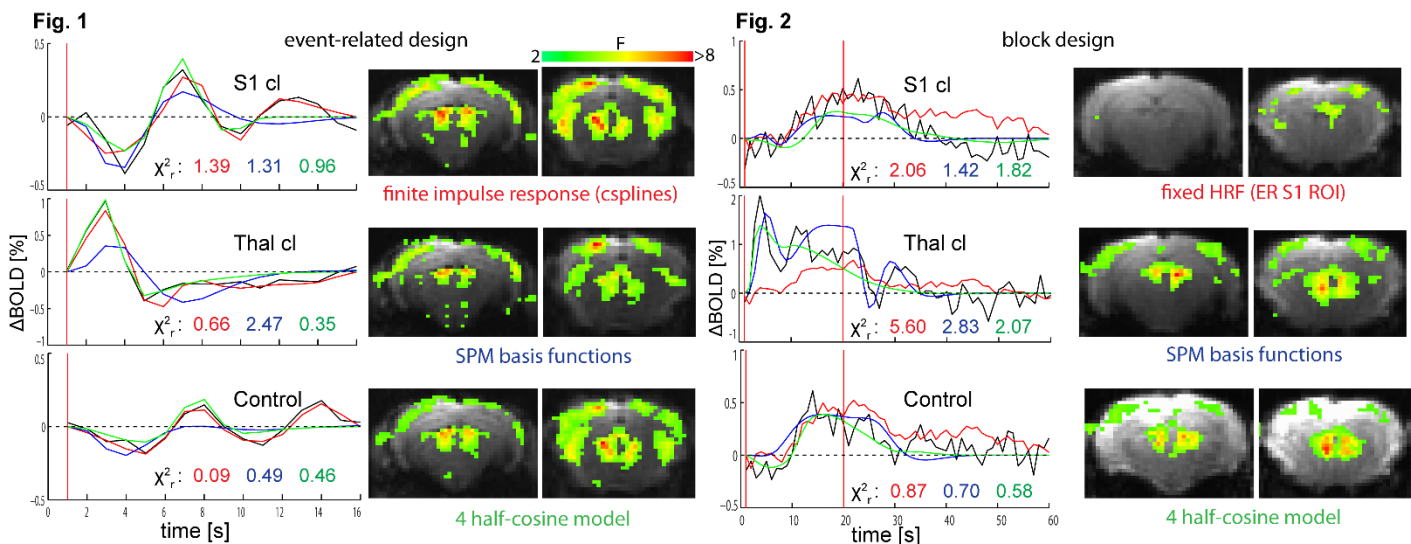 Fig. 1
event-related design
F
2
>8
ΔBOLD [%]
0.5
0
-0.5
S1 cl
χ²r: 1.39 1.31 0.96
finite impulse response (csplines)
1
0.5
0
-0.5
-1
Thal cl
χ²r: 0.66 2.47 0.35
SPM basis functions
0.5
0
-0.5
Control
χ²r: 0.09 0.49 0.46
0 2 4 6 8 10 12 14 16
time [s]
4 half-cosine model
Fig. 2
block design
ΔBOLD [%]
1
0.5
0
-0.5
S1 cl
χ²r: 2.06 1.42 1.82
fixed HRF (ER S1 ROI)
2
1
0
-1
Thal cl
χ²r: 5.60 2.83 2.07
SPM basis functions
1
0.5
0
-0.5
Control
χ²r: 0.87 0.70 0.58
0 10 20 30 40 50 60
time [s]
4 half-cosine model